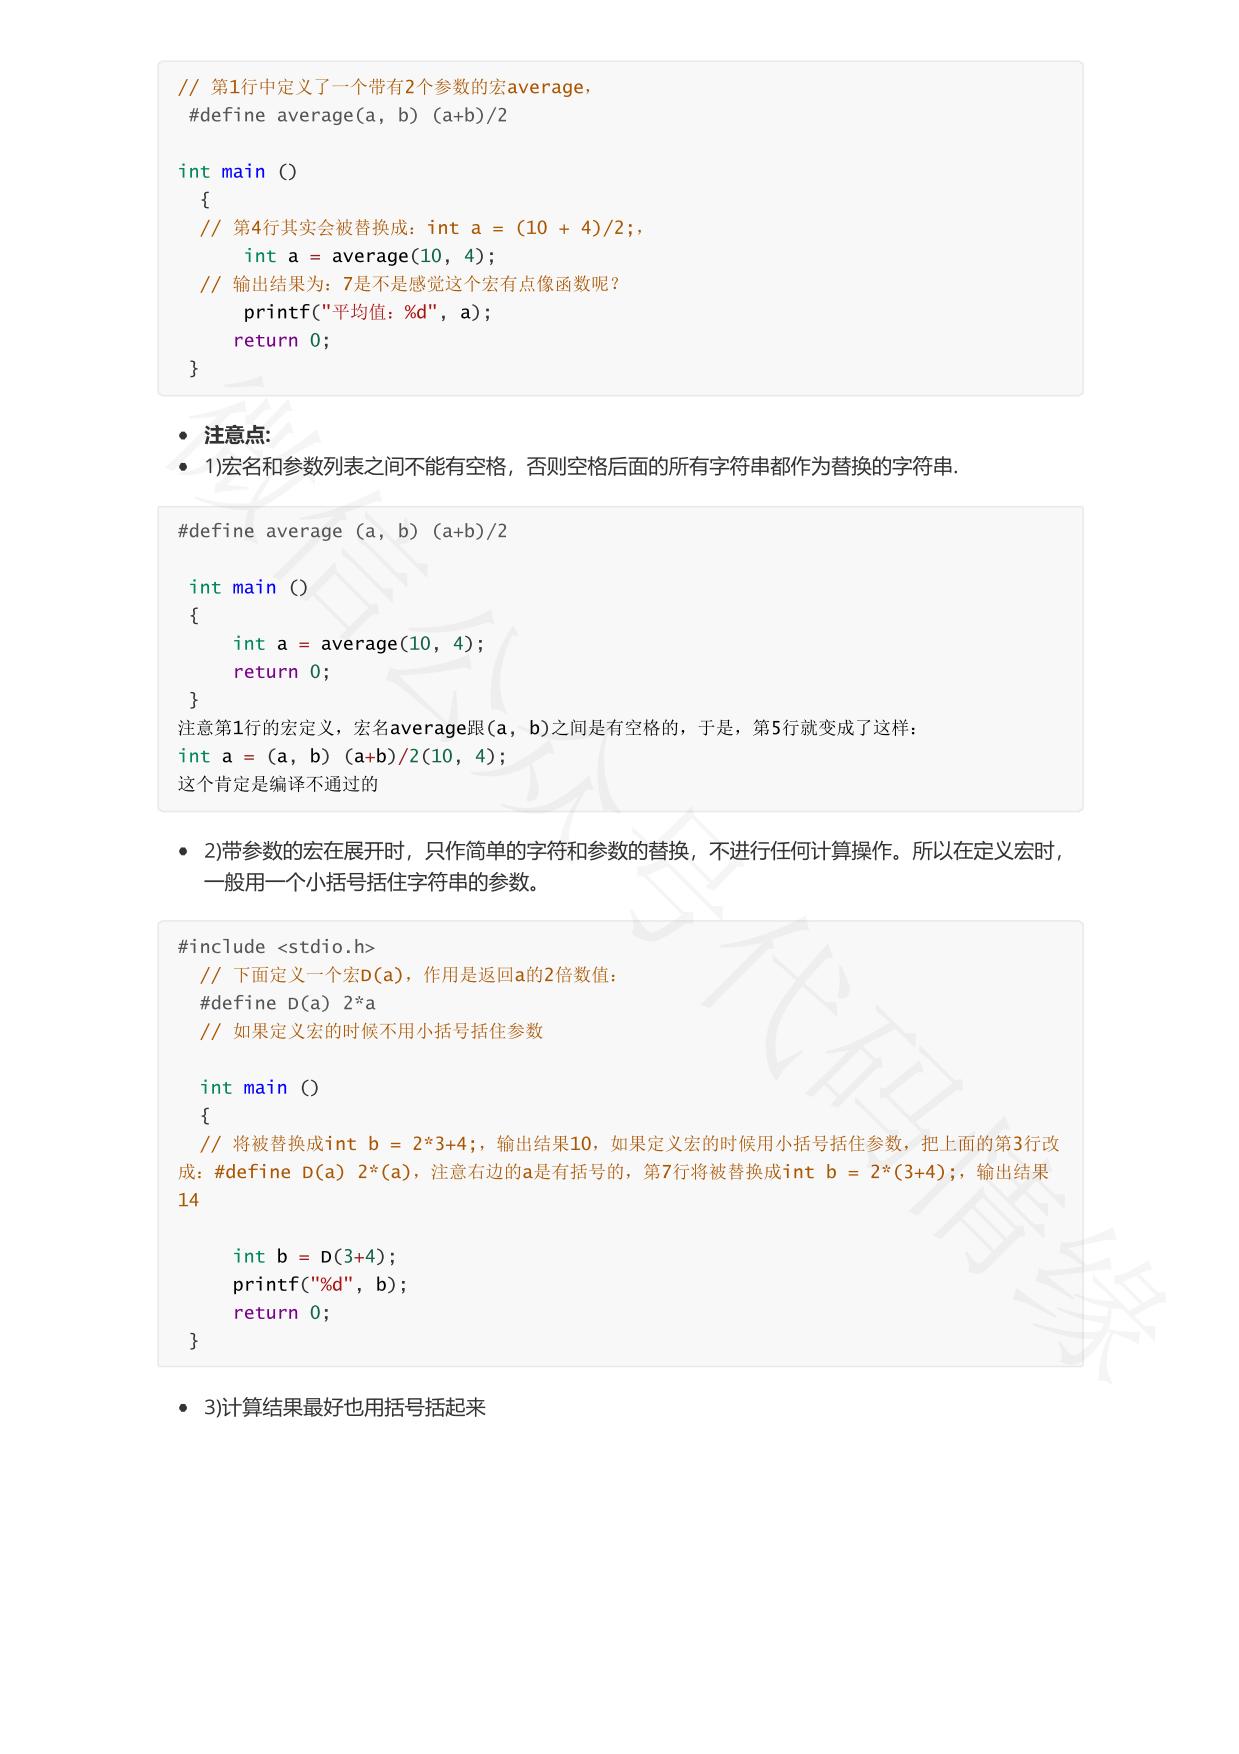 // 第1行中定义了一个带有2个参数的宏average，
#define average(a, b) (a+b)/2
int main ()
{
// 第4行其实会被替换成：int a = (10 + 4)/2;，
int a = average(10, 4);
// 输出结果为：7是不是感觉这个宏有点像函数呢？
printf("平均值：%d", a);
return 0;
}
• 注意点:
• 1)宏名和参数列表之间不能有空格，否则空格后面的所有字符串都作为替换的字符串.
#define average (a, b) (a+b)/2
int main ()
{
int a = average(10, 4);
return 0;
}
注意第1行的宏定义，宏名average跟(a, b)之间是有空格的，于是，第5行就变成了这样：
int a = (a, b) (a+b)/2(10, 4);
这个肯定是编译不通过的
• 2)带参数的宏在展开时，只作简单的字符和参数的替换，不进行任何计算操作。所以在定义宏时，
一般用一个小括号括住字符串的参数。
#include <stdio.h>
// 下面定义一个宏D(a)，作用是返回a的2倍数值：
#define D(a) 2*a
// 如果定义宏的时候不用小括号括住参数
int main ()
{
// 将被替换成int b = 2*3+4;，输出结果10，如果定义宏的时候用小括号括住参数，把上面的第3行改
成：#define D(a) 2*(a)，注意右边的a是有括号的，第7行将被替换成int b = 2*(3+4);，输出结果
14
int b = D(3+4);
printf("%d", b);
return 0;
}
• 3)计算结果最好也用括号括起来
微信公众号代码情缘